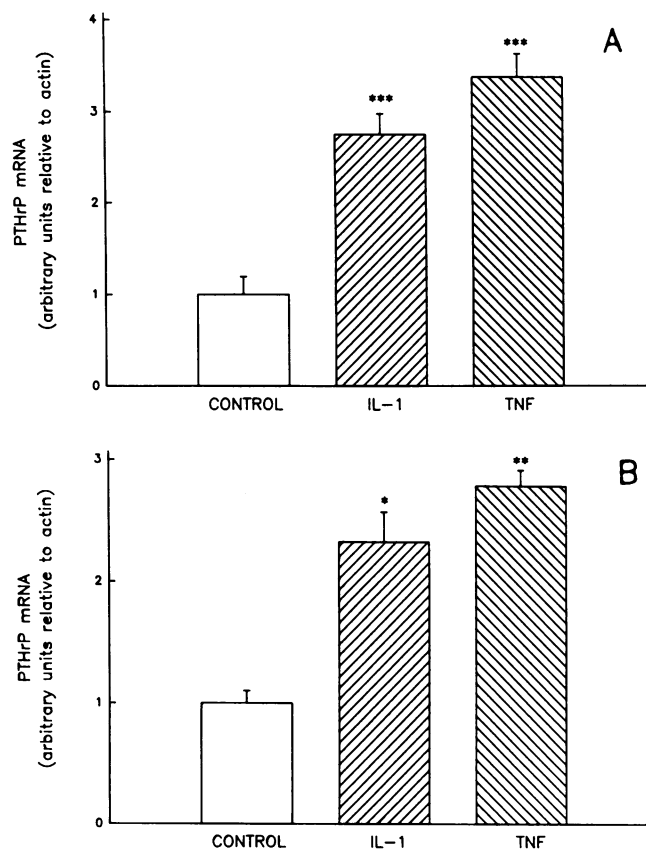 A
4
3
2
1
0
PTHrP mRNA
(arbitrary units relative to actin)
***
***
CONTROL IL-1 TNF
B
3
2
1
0
PTHrP mRNA
(arbitrary units relative to actin)
*
**
CONTROL IL-1 TNF